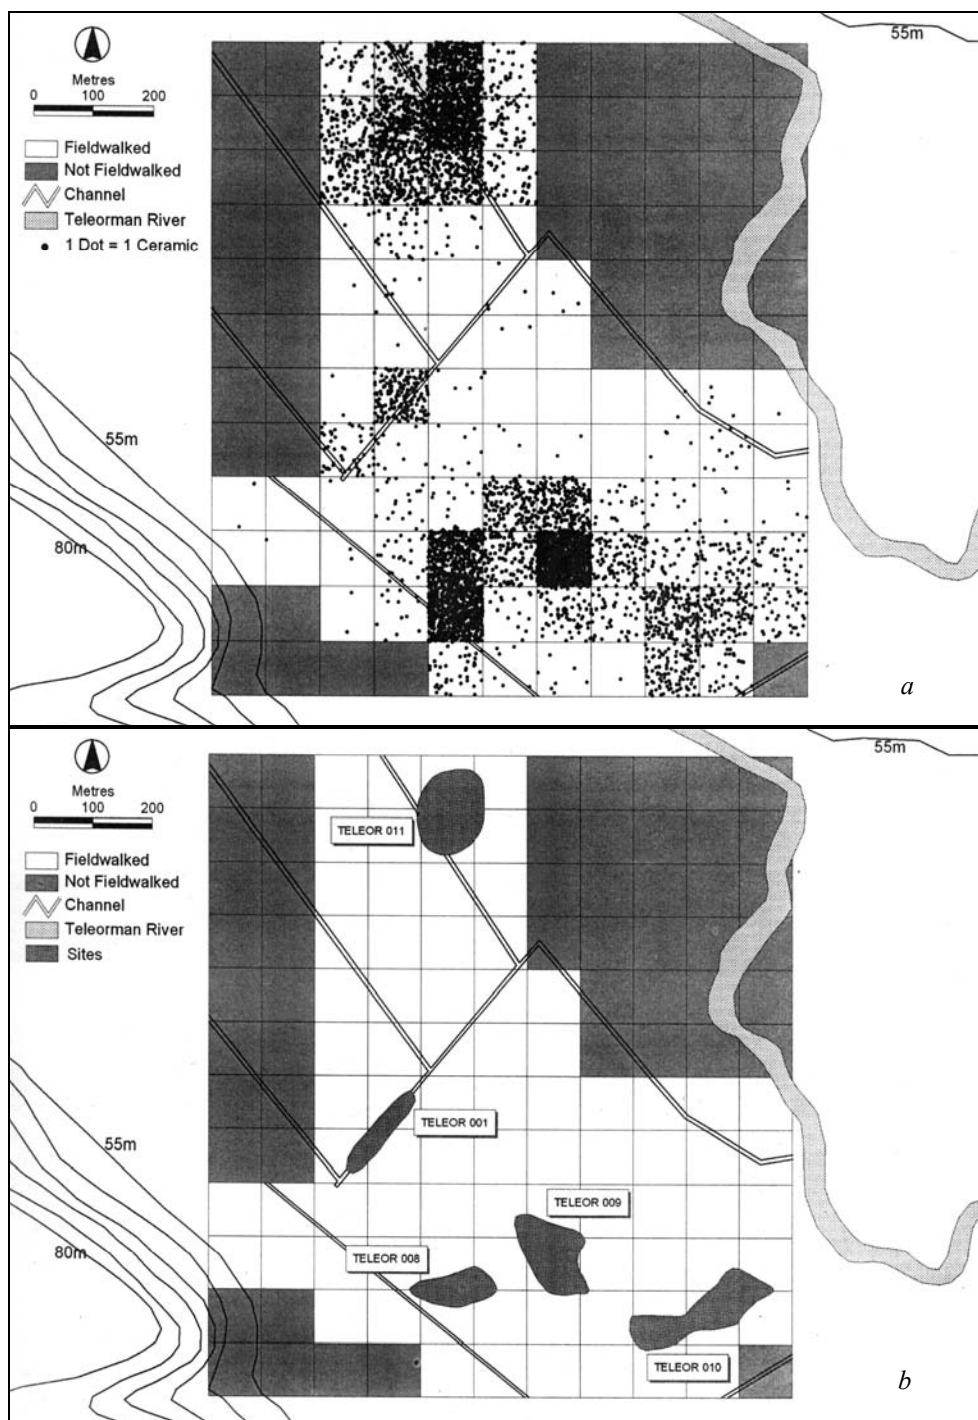 55m
Metres
0 100 200
Fieldwalked
Not Fieldwalked
Channel
Teleorman River
1 Dot = 1 Ceramic
55m
80m
a
55m
Metres
0 100 200
Fieldwalked
Not Fieldwalked
Channel
Teleorman River
Sites
TELEOR 011
TELEOR 001
55m
TELEOR 009
80m
TELEOR 008
TELEOR 010
b